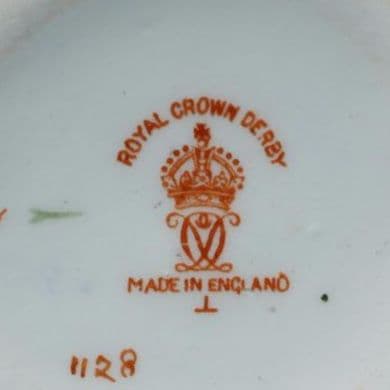 ROYAL CROWN DERBY
MADE IN ENGLAND
1128